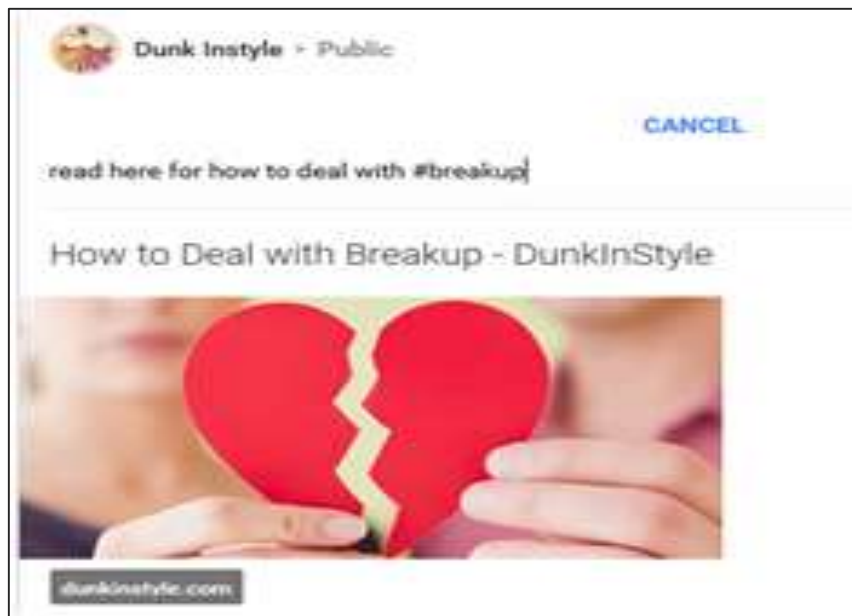 Dunk Instyle ▸ Public
CANCEL
read here for how to deal with #breakup
How to Deal with Breakup - DunkInStyle
dunkinstyle.com